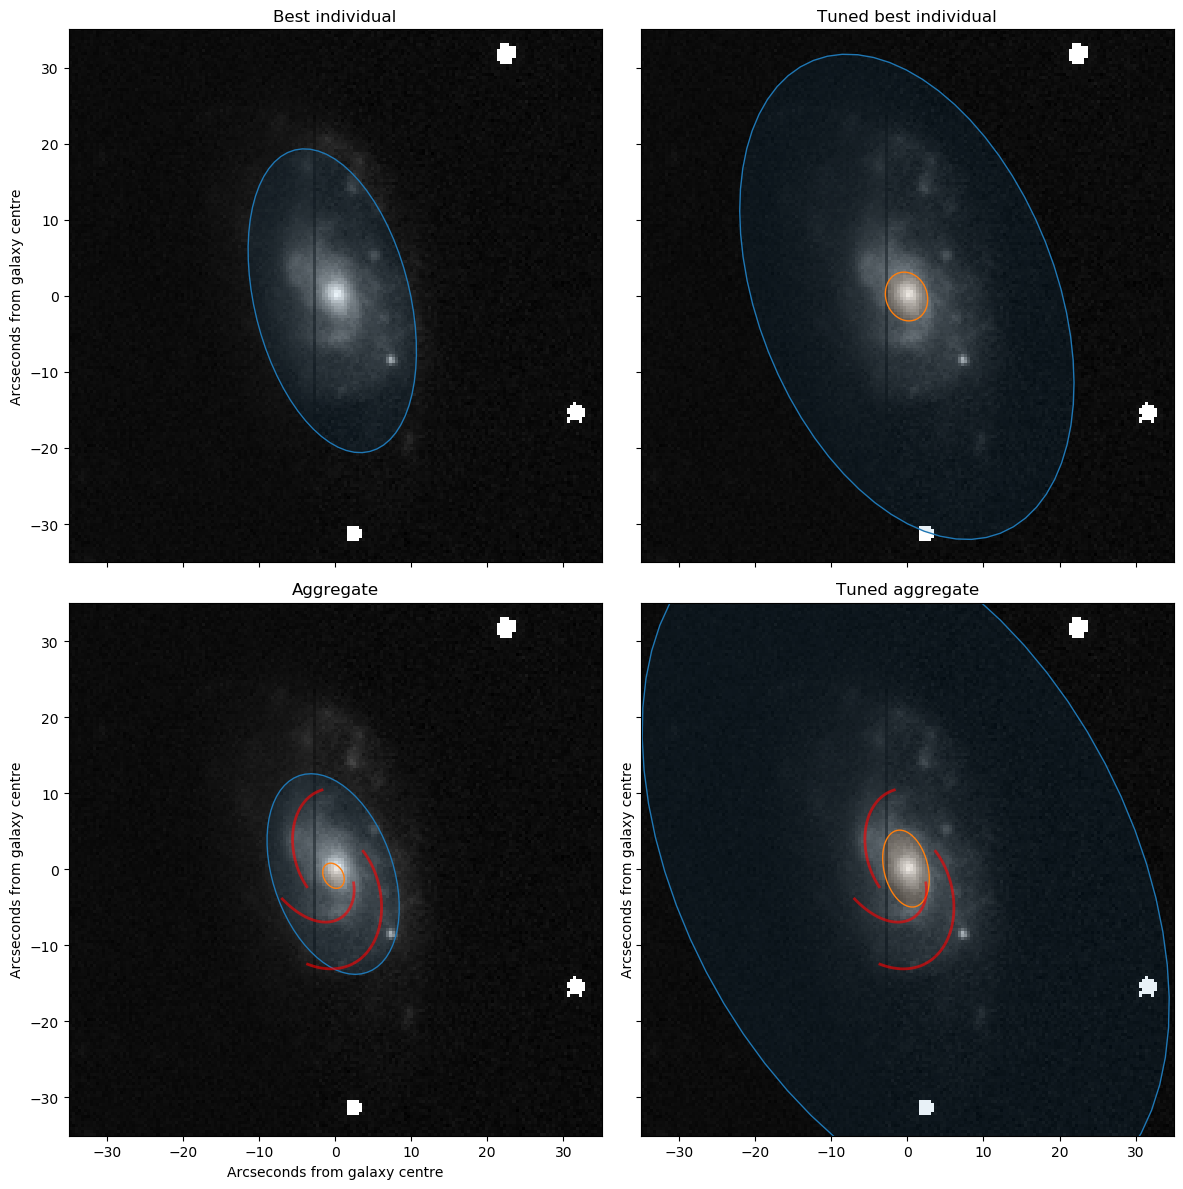 Best individual
Tuned best individual
30
20
10
0
−10
−20
−30
Arcseconds from galaxy centre
Aggregate
Tuned aggregate
30
20
10
0
−10
−20
−30
Arcseconds from galaxy centre
Arcseconds from galaxy centre
−30 −20 −10 0 10 20 30
−30 −20 −10 0 10 20 30
Arcseconds from galaxy centre